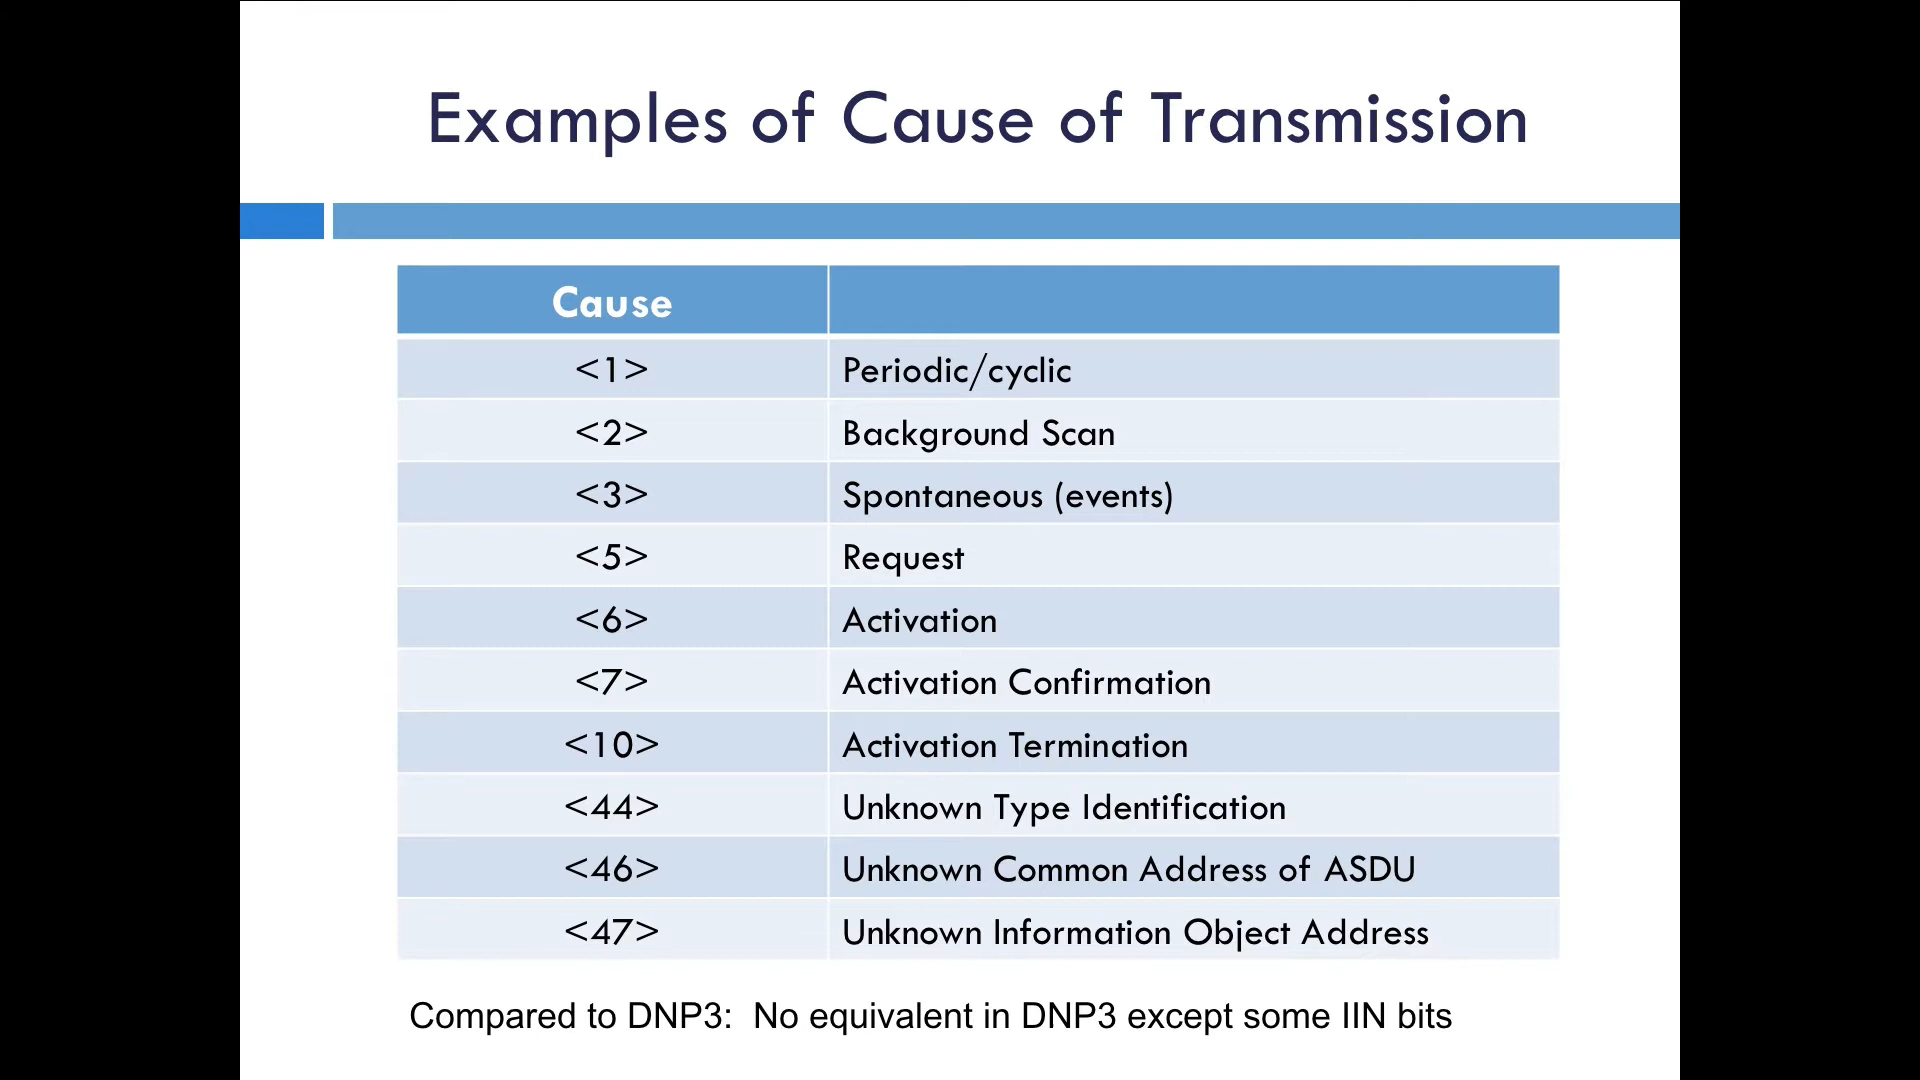 Examples of Cause of Transmission
Cause
<1> Periodic/cyclic
<2> Background Scan
<3> Spontaneous (events)
<5> Request
<6> Activation
<7> Activation Confirmation
<10> Activation Termination
<44> Unknown Type Identification
<46> Unknown Common Address of ASDU
<47> Unknown Information Object Address
Compared to DNP3:  No equivalent in DNP3 except some IIN bits